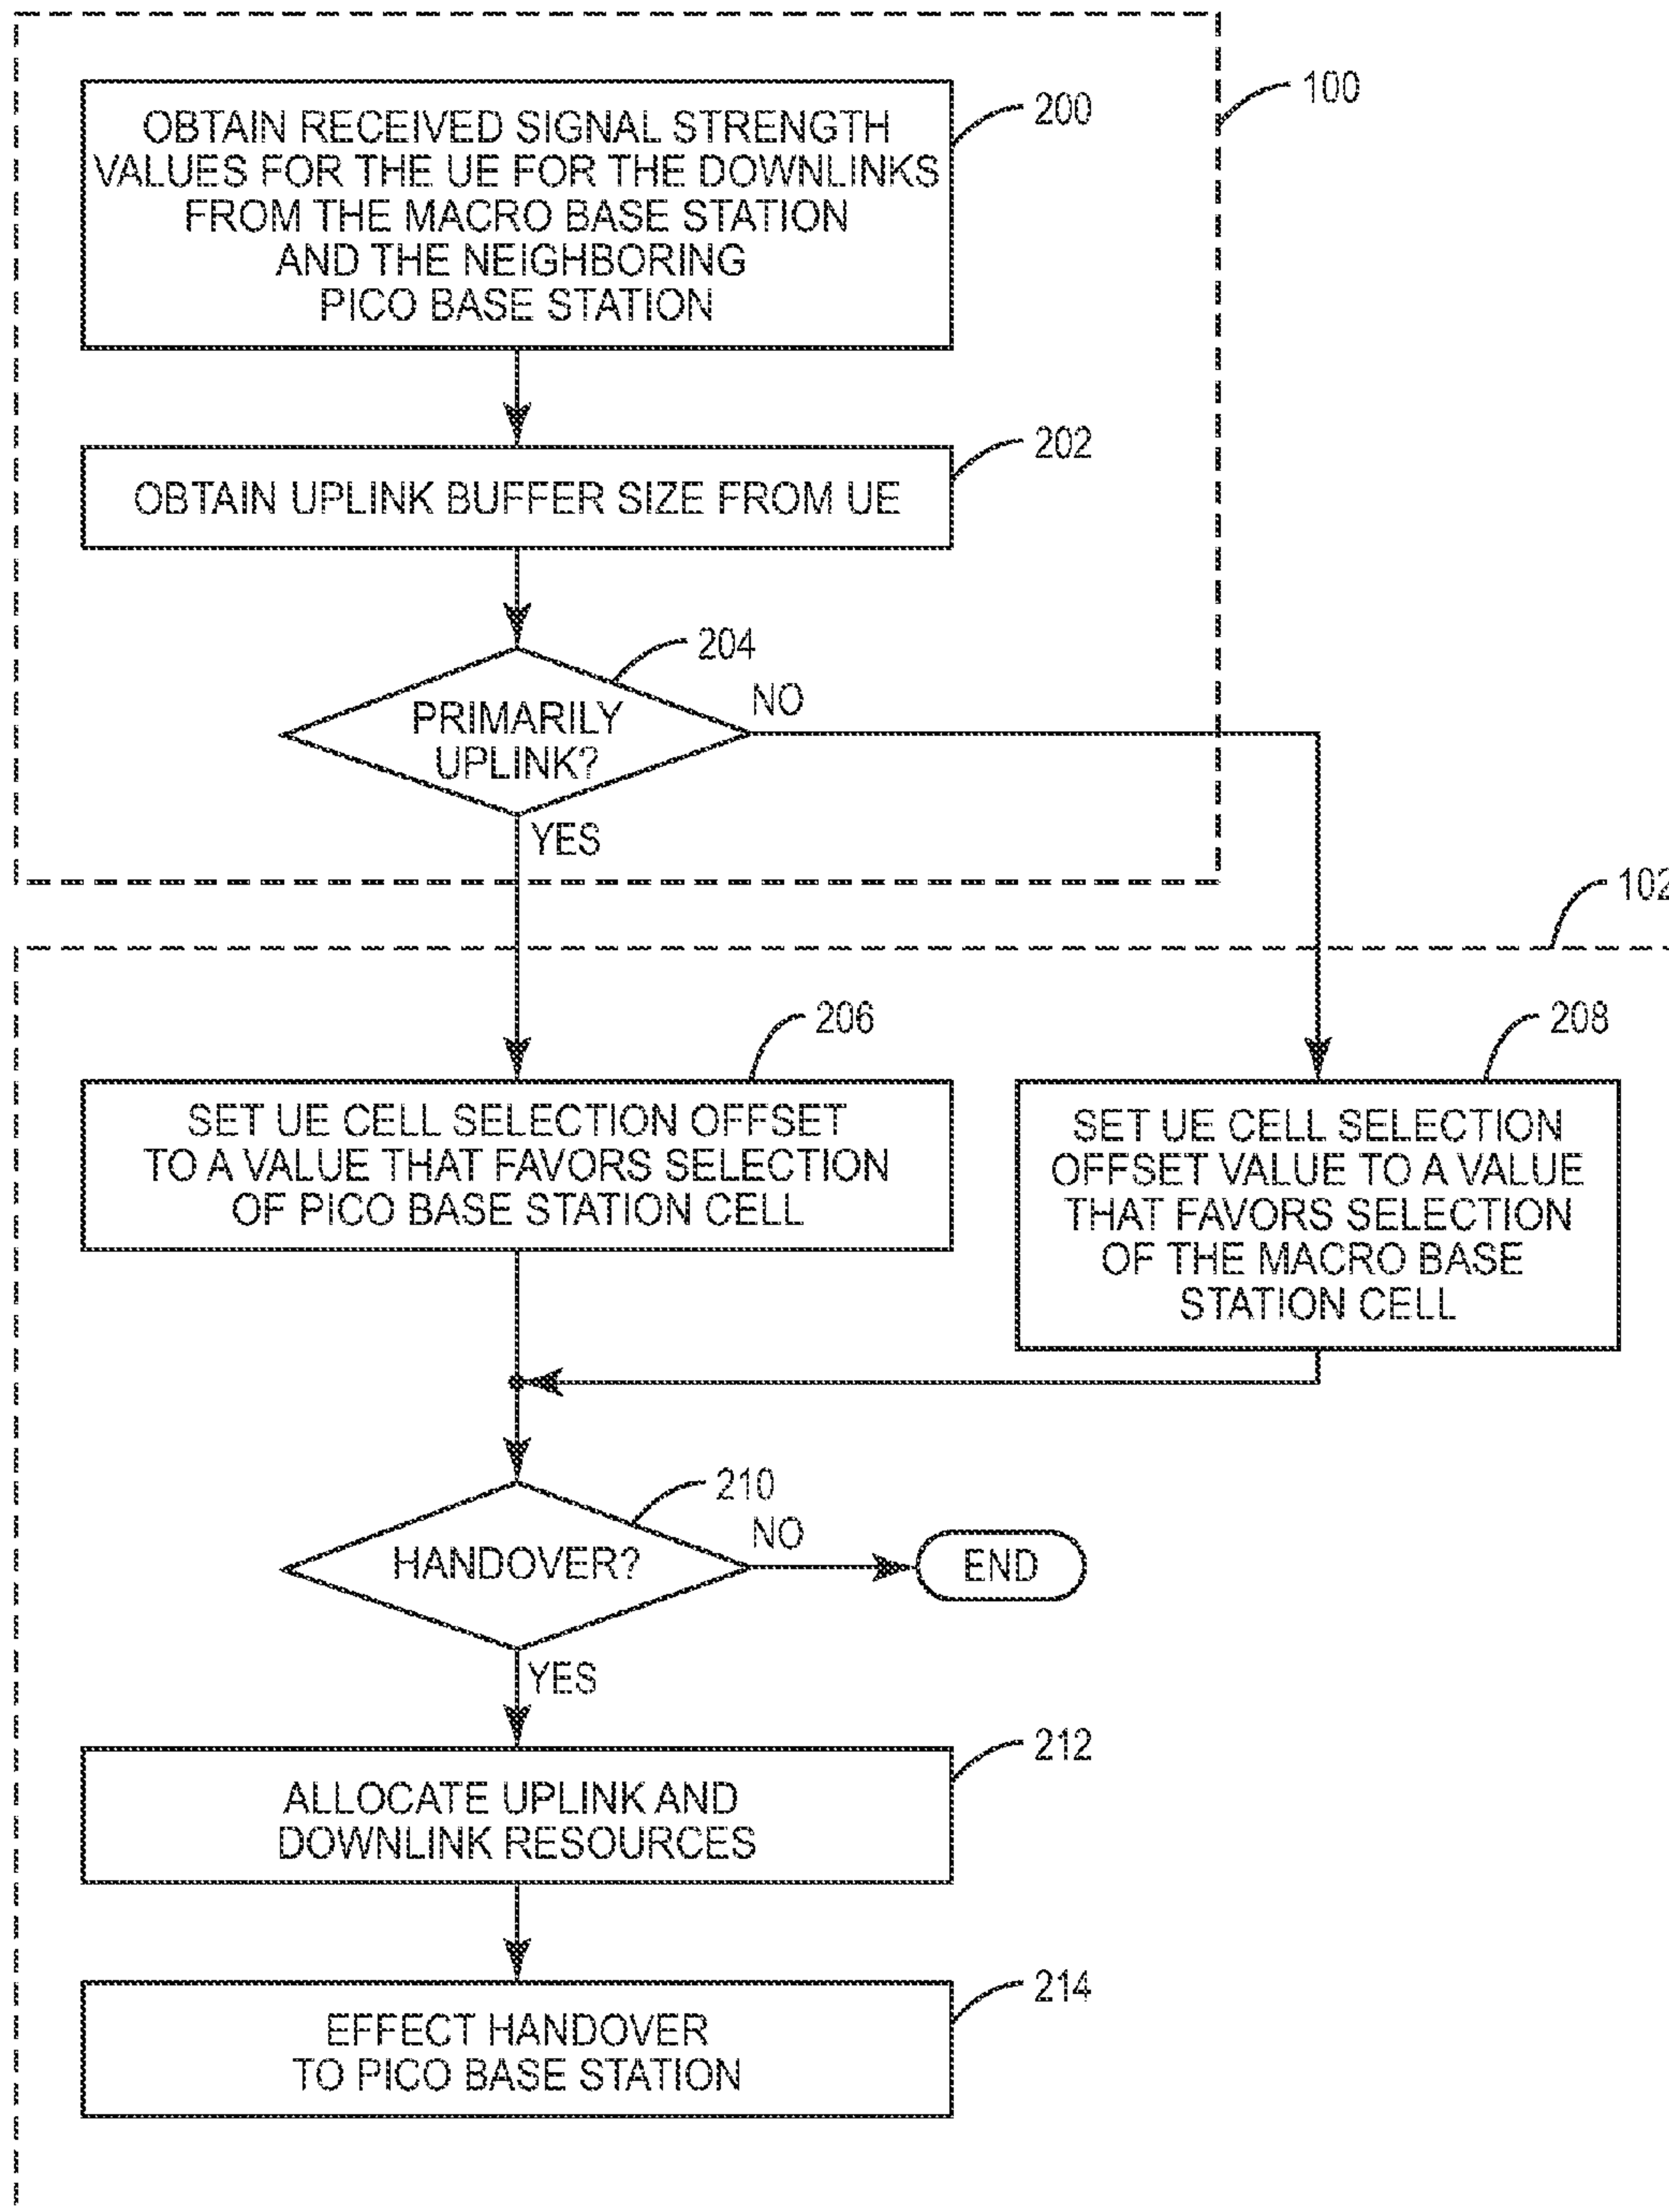 100
200
OBTAIN RECEIVED SIGNAL STRENGTH
VALUES FOR THE UE FOR THE DOWNLINKS
FROM THE MACRO BASE STATION
AND THE NEIGHBORING
PICO BASE STATION
202
OBTAIN UPLINK BUFFER SIZE FROM UE
204
PRIMARILY
UPLINK?
NO
YES
102
206
SET UE CELL SELECTION OFFSET
TO A VALUE THAT FAVORS SELECTION
OF PICO BASE STATION CELL
208
SET UE CELL SELECTION
OFFSET VALUE TO A VALUE
THAT FAVORS SELECTION
OF THE MACRO BASE
STATION CELL
210
HANDOVER?
NO
END
YES
212
ALLOCATE UPLINK AND
DOWNLINK RESOURCES
214
EFFECT HANDOVER
TO PICO BASE STATION